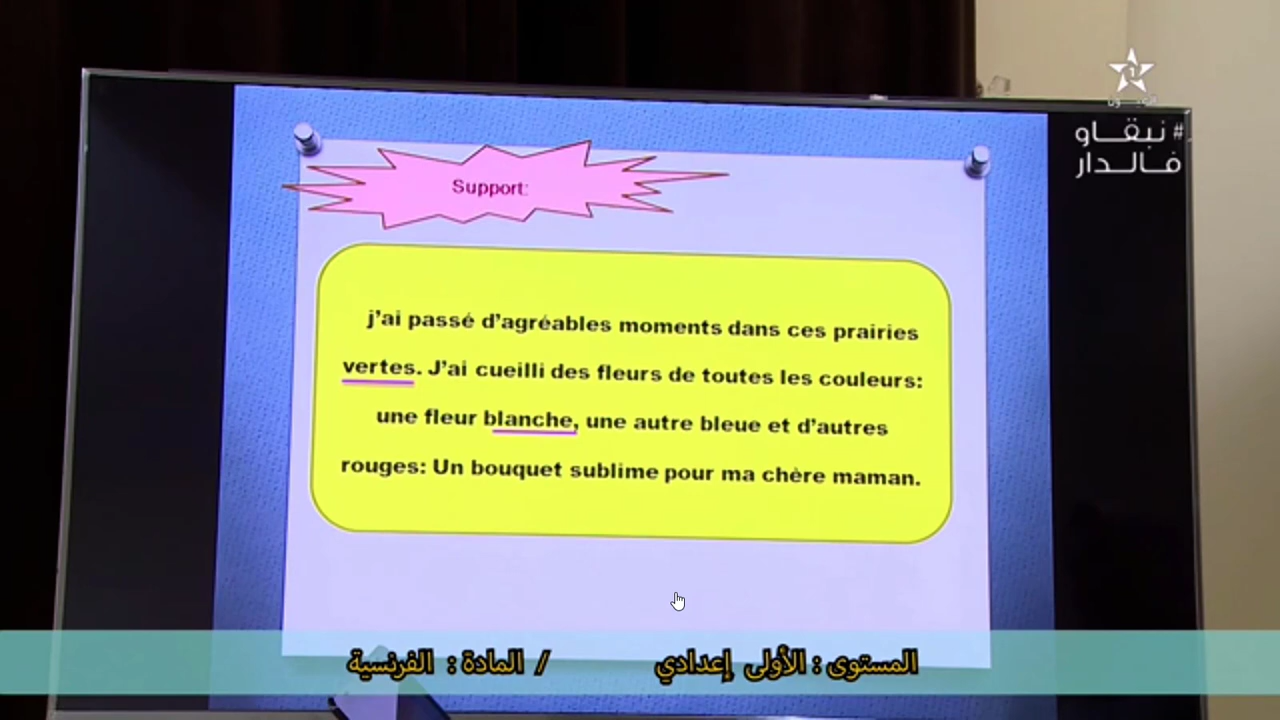 العيون
#نبقاو
فالدار
Support:
j'ai passé d'agréables moments dans ces prairies
vertes. J'ai cueilli des fleurs de toutes les couleurs:
une fleur blanche, une autre bleue et d'autres
rouges: Un bouquet sublime pour ma chère maman.
المستوى : الأولى إعدادي / المادة : الفرنسية